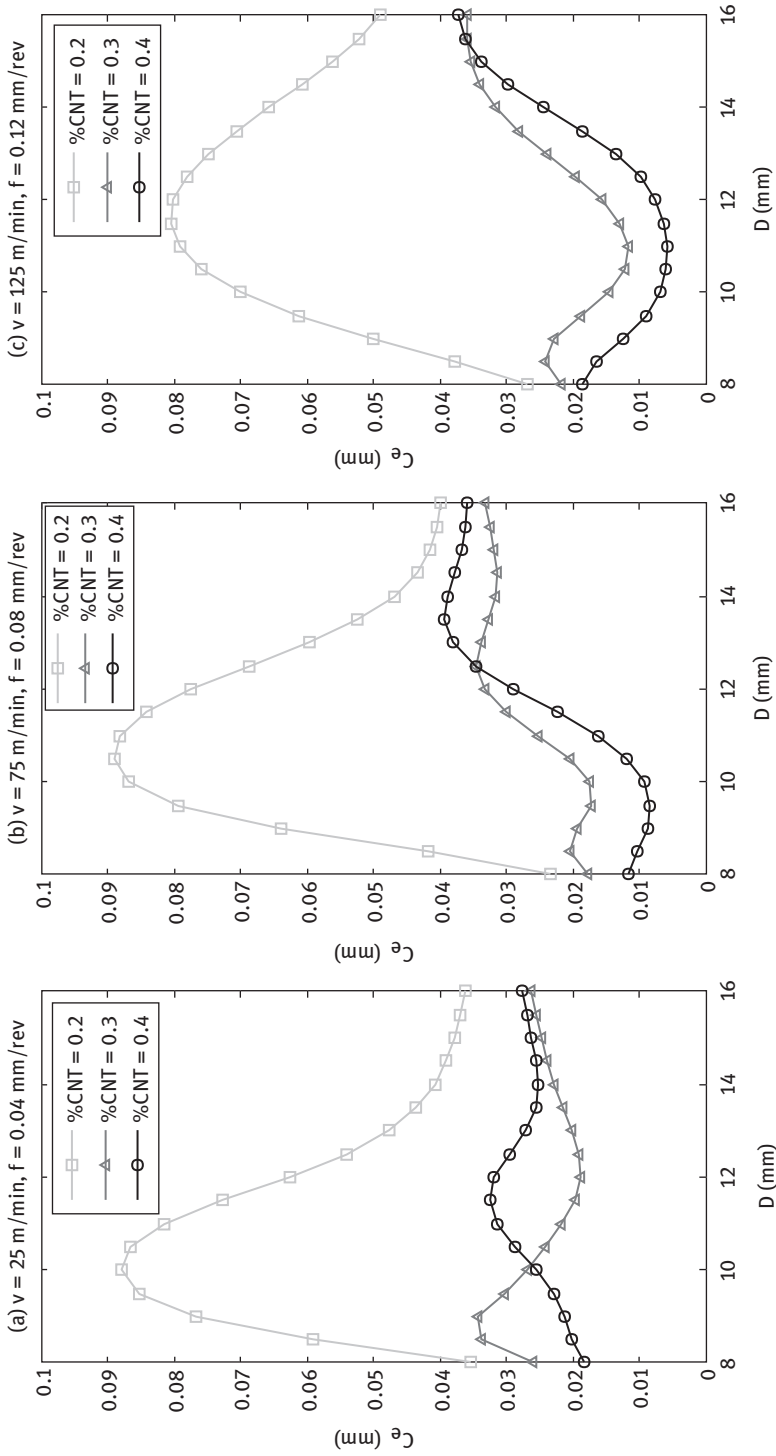 (a) v = 25 m/min, f = 0.04 mm/rev
0.1
0.09
0.08
0.07
0.06
0.05
0.04
0.03
0.02
0.01
0
Ce (mm)
%CNT = 0.2
%CNT = 0.3
%CNT = 0.4
8
10
12
14
16
D (mm)
(b) v = 75 m/min, f = 0.08 mm/rev
0.1
0.09
0.08
0.07
0.06
0.05
0.04
0.03
0.02
0.01
0
Ce (mm)
%CNT = 0.2
%CNT = 0.3
%CNT = 0.4
8
10
12
14
16
D (mm)
(c) v = 125 m/min, f = 0.12 mm/rev
0.1
0.09
0.08
0.07
0.06
0.05
0.04
0.03
0.02
0.01
0
Ce (mm)
%CNT = 0.2
%CNT = 0.3
%CNT = 0.4
8
10
12
14
16
D (mm)